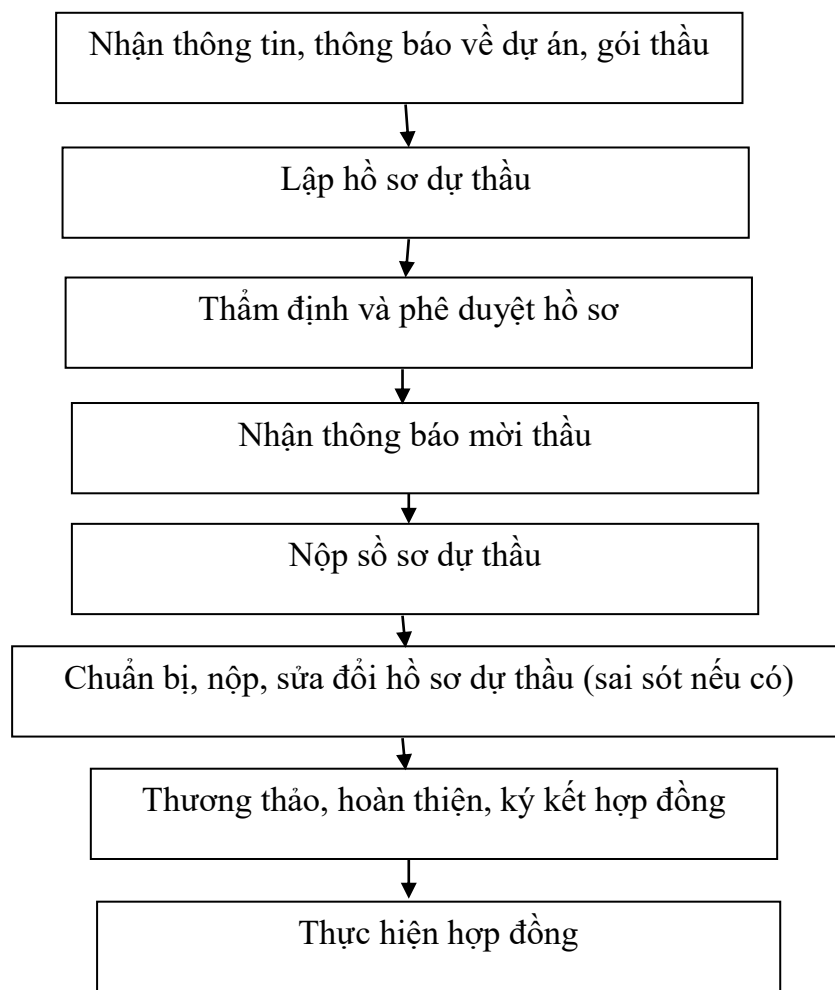 Nhận thông tin, thông báo về dự án, gói thầu
Lập hồ sơ dự thầu
Thẩm định và phê duyệt hồ sơ
Nhận thông báo mời thầu
Nộp sồ sơ dự thầu
Chuẩn bị, nộp, sửa đổi hồ sơ dự thầu (sai sót nếu có)
Thương thảo, hoàn thiện, ký kết hợp đồng
Thực hiện hợp đồng